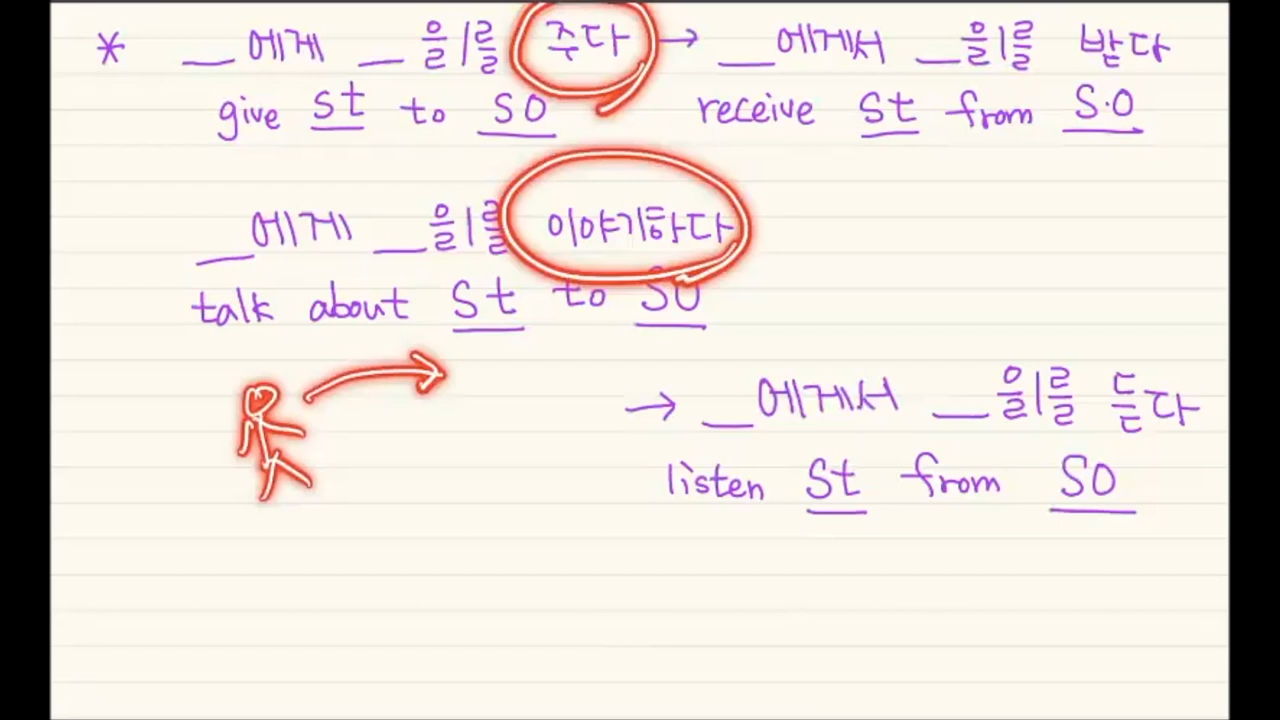 * __에게 __을/를 주다 → __에게서 __을/를 받다
give st to so receive st from s.o
__에게 __을/를 이야기하다
talk about st to so
→ __에게서 __을/를 듣다
listen st from so